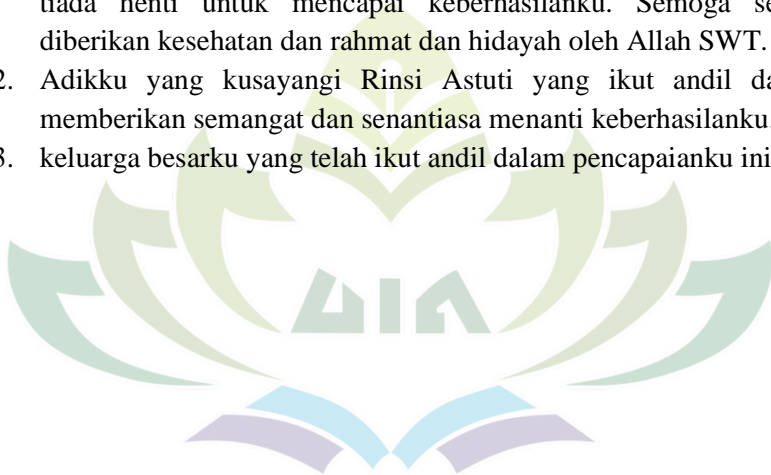 tiada henti untuk mencapai keberhasilanku. Semoga
diberikan kesehatan dan rahmat dan hidayah oleh Allah SWT.
2. Adikku yang kusayangi Rinsi Astuti yang ikut andil
memberikan semangat dan senantiasa menanti keberhasilanku.
3. keluarga besarku yang telah ikut andil dalam pencapaianku ini
UIN